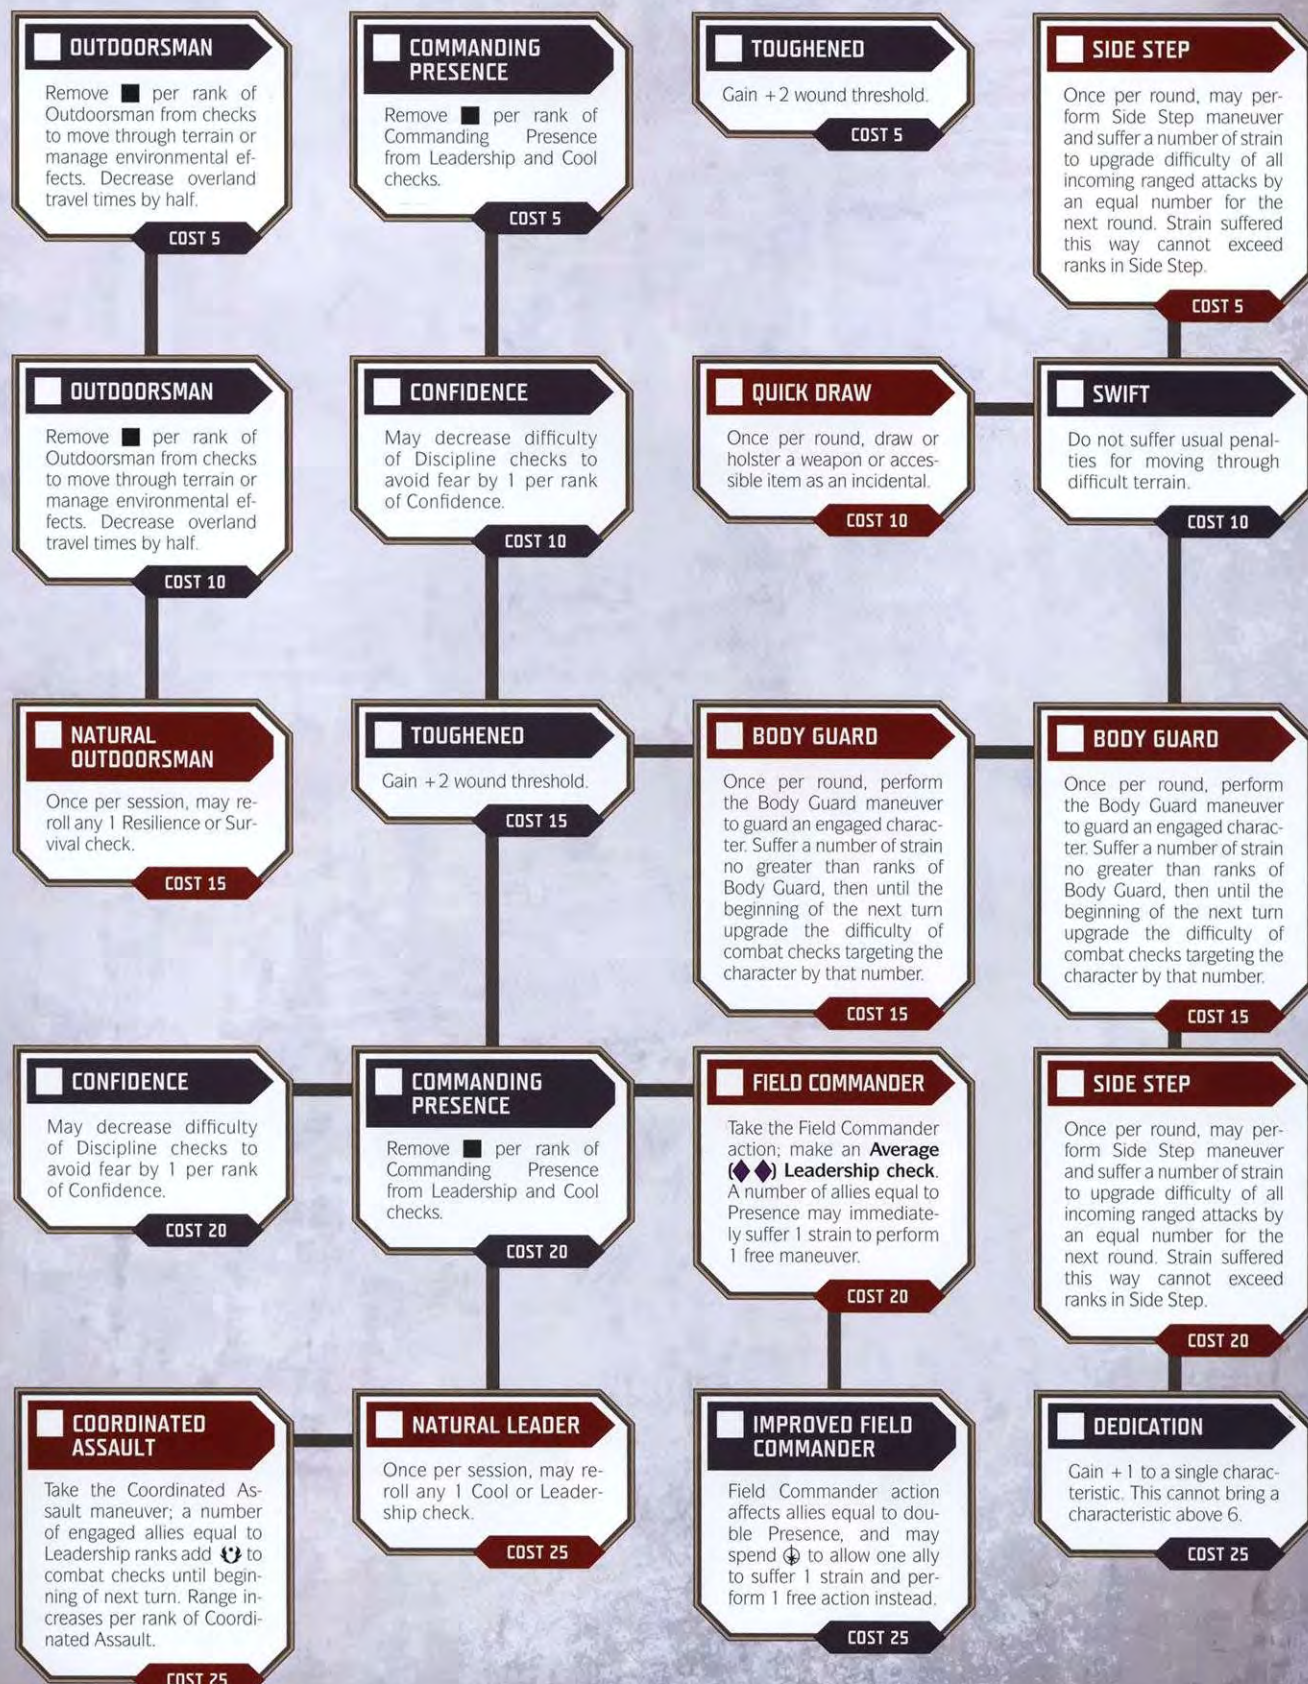 OUTDOORSMAN
Remove ■ per rank of
Outdoorsman from checks
to move through terrain or
manage environmental ef-
fects. Decrease overland
travel times by half.
COST 5
COMMANDING
PRESENCE
Remove ■ per rank of
Commanding Presence
from Leadership and Cool
checks.
COST 5
TOUGHENED
Gain +2 wound threshold.
COST 5
SIDE STEP
Once per round, may per-
form Side Step maneuver
and suffer a number of strain
to upgrade difficulty of all
incoming ranged attacks by
an equal number for the
next round. Strain suffered
this way cannot exceed
ranks in Side Step.
COST 5
OUTDOORSMAN
Remove ■ per rank of
Outdoorsman from checks
to move through terrain or
manage environmental ef-
fects. Decrease overland
travel times by half.
COST 10
CONFIDENCE
May decrease difficulty
of Discipline checks to
avoid fear by 1 per rank
of Confidence.
COST 10
QUICK DRAW
Once per round, draw or
holster a weapon or acces-
sible item as an incidental.
COST 10
SWIFT
Do not suffer usual penal-
ties for moving through
difficult terrain.
COST 10
NATURAL
OUTDOORSMAN
Once per session, may re-
roll any 1 Resilience or Sur-
vival check.
COST 15
TOUGHENED
Gain +2 wound threshold.
COST 15
BODY GUARD
Once per round, perform
the Body Guard maneuver
to guard an engaged charac-
ter. Suffer a number of strain
no greater than ranks of
Body Guard, then until the
beginning of the next turn
upgrade the difficulty of
combat checks targeting the
character by that number.
COST 15
BODY GUARD
Once per round, perform
the Body Guard maneuver
to guard an engaged charac-
ter. Suffer a number of strain
no greater than ranks of
Body Guard, then until the
beginning of the next turn
upgrade the difficulty of
combat checks targeting the
character by that number.
COST 15
CONFIDENCE
May decrease difficulty
of Discipline checks to
avoid fear by 1 per rank
of Confidence.
COST 20
COMMANDING
PRESENCE
Remove ■ per rank of
Commanding Presence
from Leadership and Cool
checks.
COST 20
FIELD COMMANDER
Take the Field Commander
action; make an Average
(◆◆) Leadership check.
A number of allies equal to
Presence may immediate-
ly suffer 1 strain to perform
1 free maneuver.
COST 20
SIDE STEP
Once per round, may per-
form Side Step maneuver
and suffer a number of strain
to upgrade difficulty of all
incoming ranged attacks by
an equal number for the
next round. Strain suffered
this way cannot exceed
ranks in Side Step.
COST 20
COORDINATED
ASSAULT
Take the Coordinated As-
sault maneuver; a number
of engaged allies equal to
Leadership ranks add to
combat checks until begin-
ning of next turn. Range in-
creases per rank of Coordi-
nated Assault.
COST 25
NATURAL LEADER
Once per session, may re-
roll any 1 Cool or Leader-
ship check.
COST 25
IMPROVED FIELD
COMMANDER
Field Commander action
affects allies equal to dou-
ble Presence, and may
spend to allow one ally
to suffer 1 strain and per-
form 1 free action instead.
COST 25
DEDICATION
Gain +1 to a single charac-
teristic. This cannot bring a
characteristic above 6.
COST 25